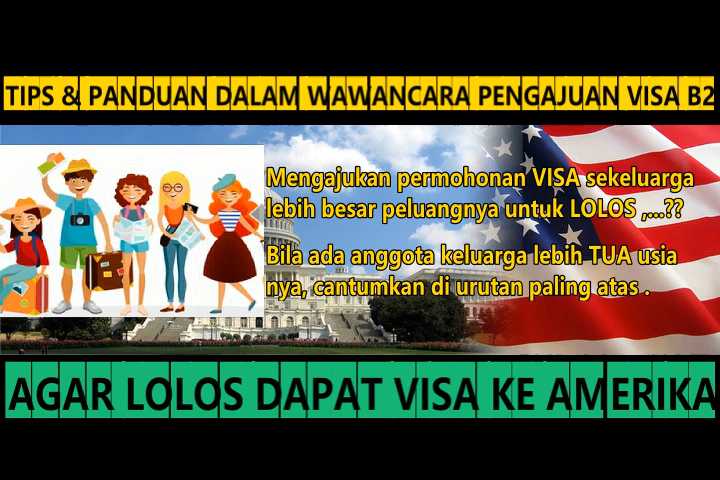 TIPS & PANDUAN DALAM WAWANCARA PENGAJUAN VISA B2
Mengajukan permohonan VISA sekeluarga
lebih besar peluangnya untuk LOLOS ,...??
Bila ada anggota keluarga lebih TUA usia
nya, cantumkan di urutan paling atas .
AGAR LOLOS DAPAT VISA KE AMERIKA